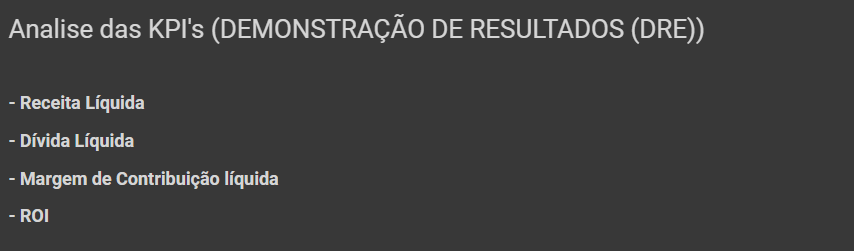 Analise das KPI's (DEMONSTRAÇÃO DE RESULTADOS (DRE))
- Receita Líquida
- Dívida Líquida
- Margem de Contribuição líquida
- ROI